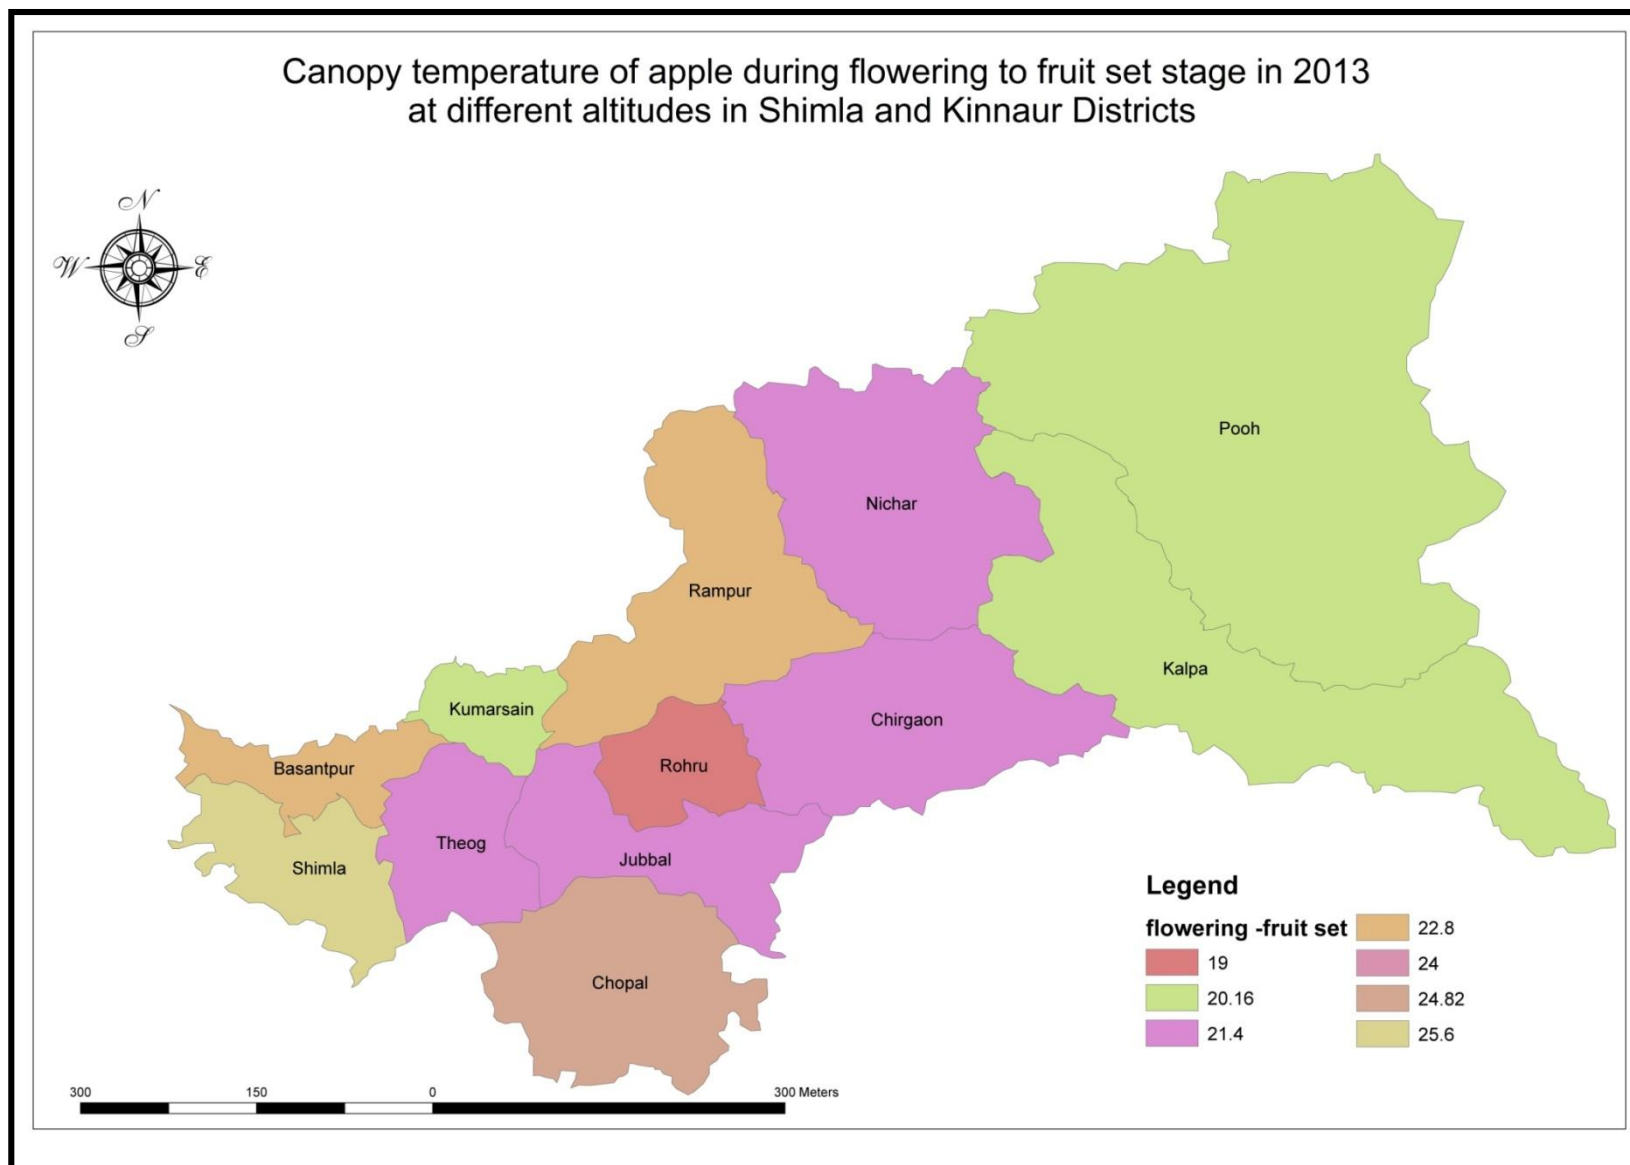 Canopy temperature of apple during flowering to fruit set stage in 2013
at different altitudes in Shimla and Kinnaur Districts
N
W E
S
Pooh
Nichar
Rampur
Kalpa
Kumarsain
Chirgaon
Basantpur
Rohru
Theog
Jubbal
Shimla
Chopal
Legend
flowering -fruit set
19
20.16
21.4
22.8
24
24.82
25.6
300 150 0 300 Meters